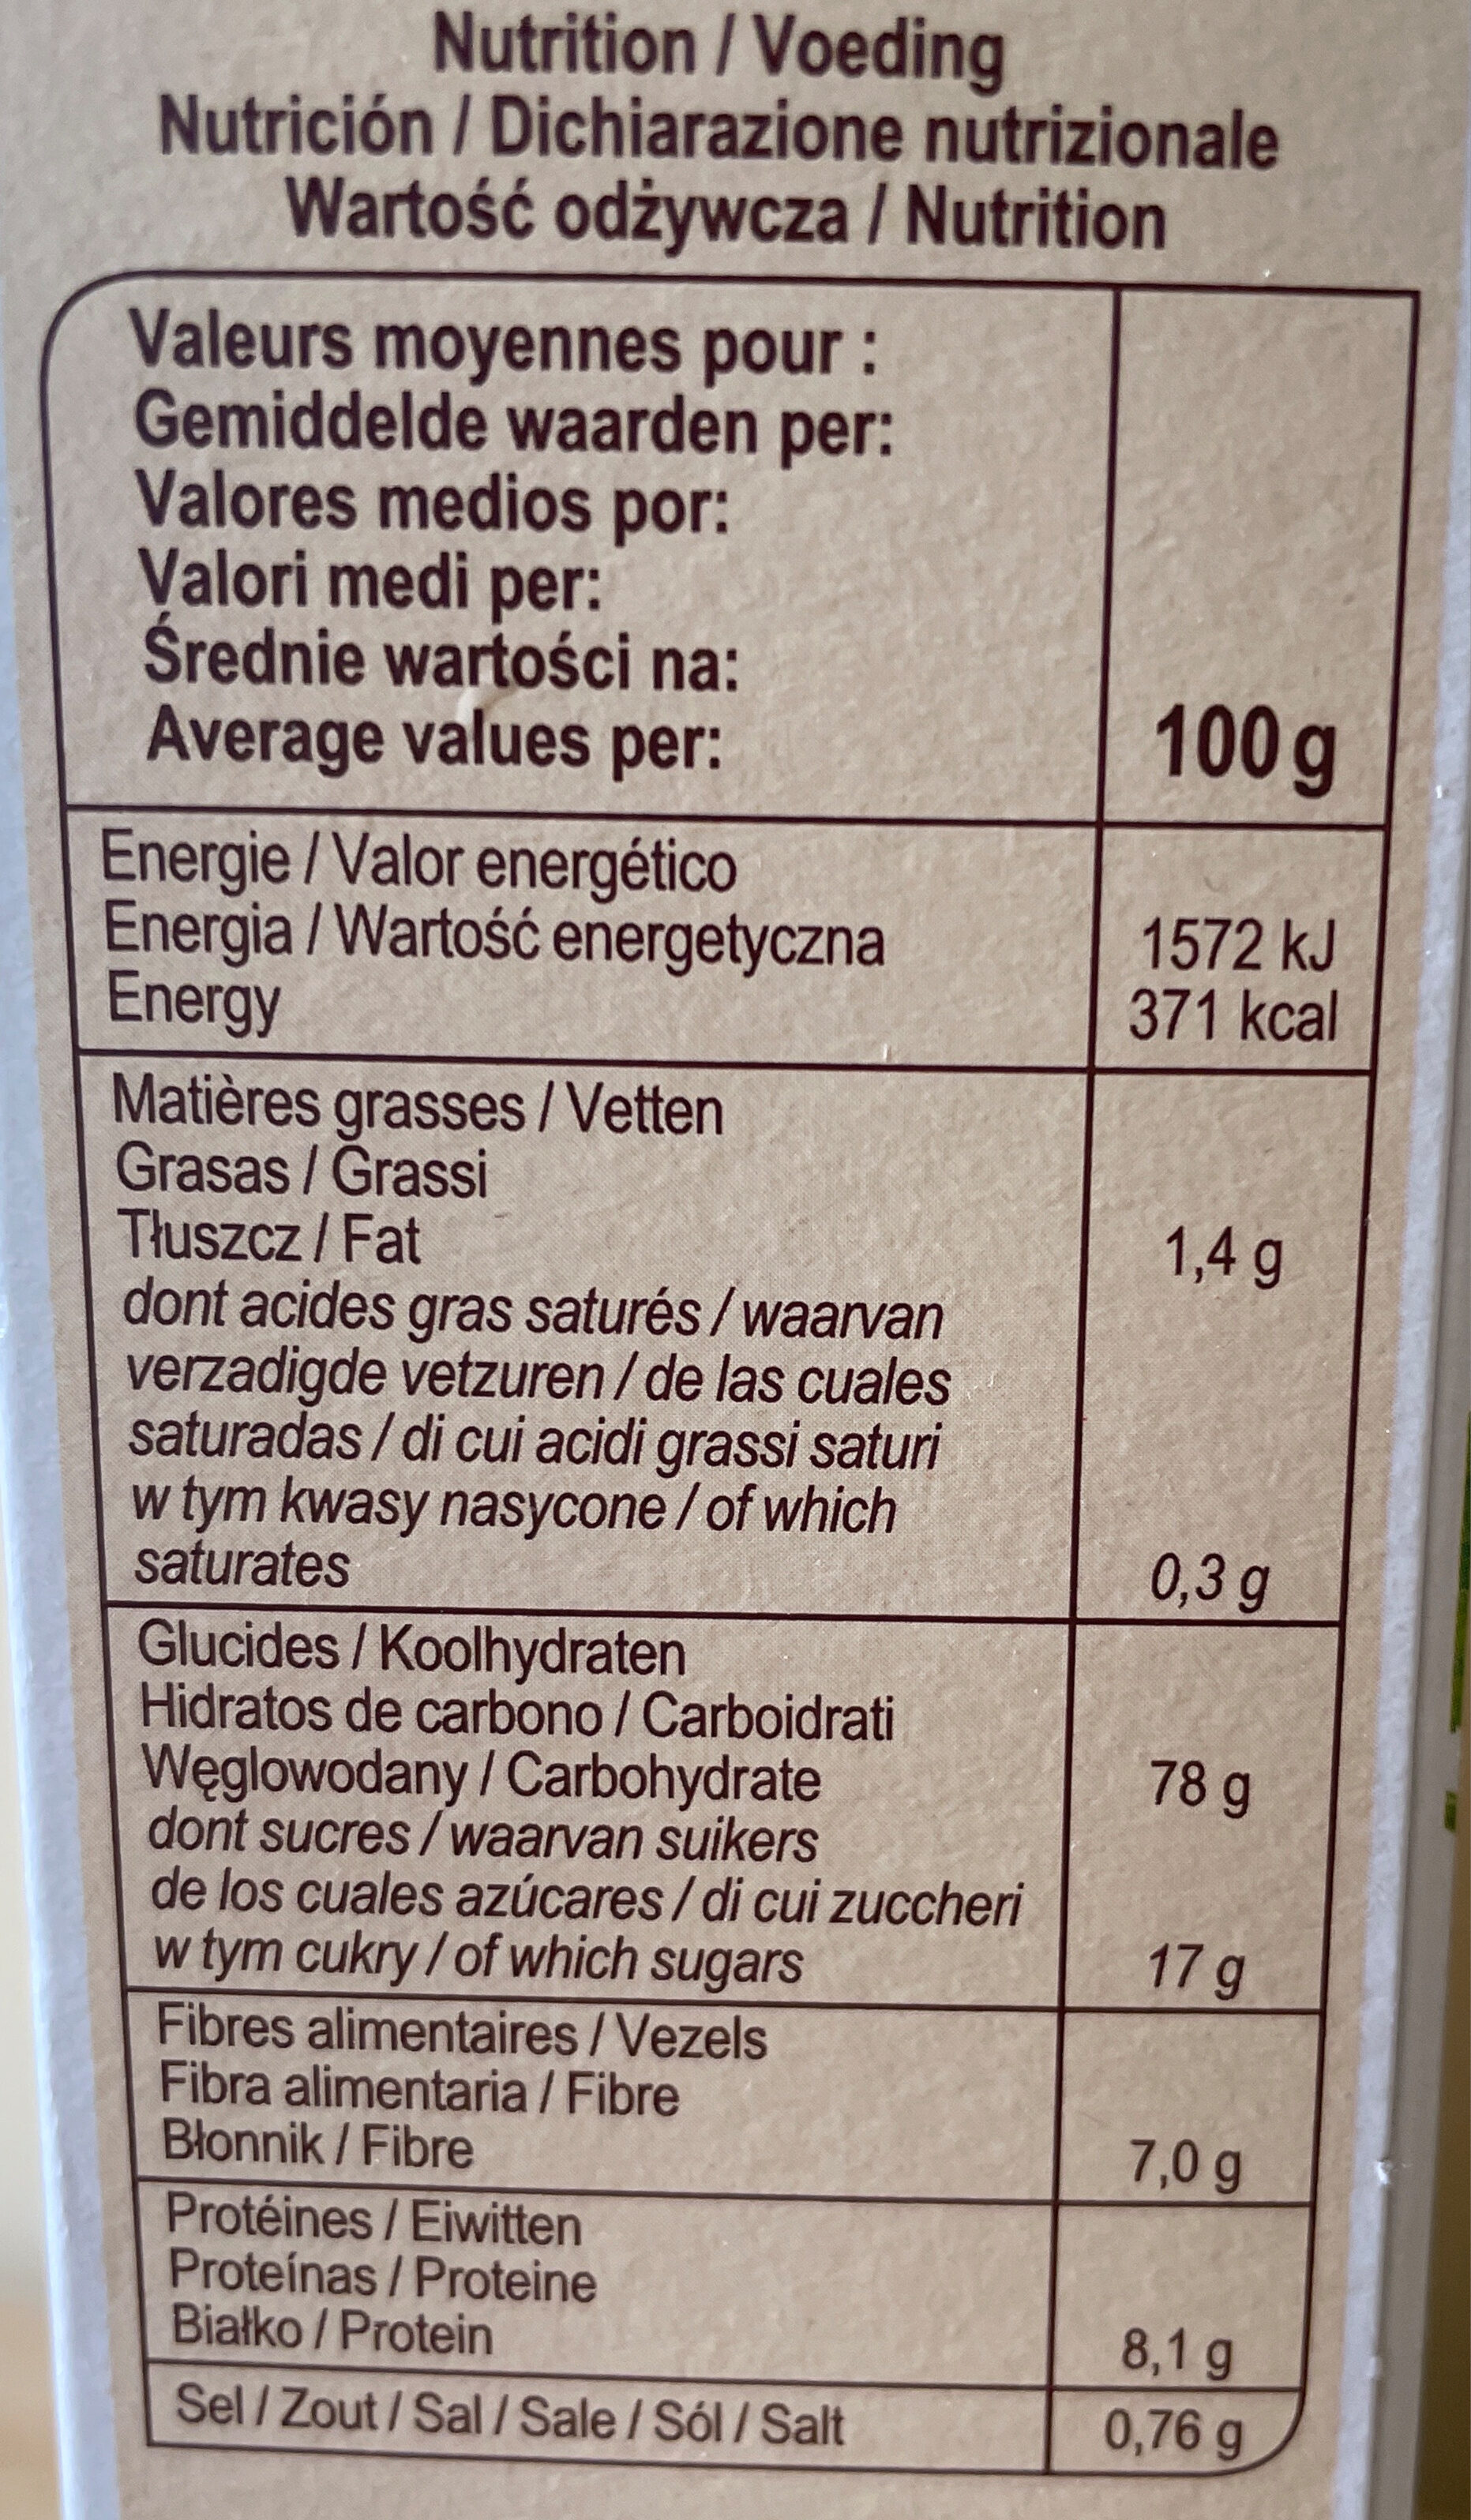 Nutrition / Voeding
Nutrición / Dichiarazione nutrizionale
Wartość odżywcza / Nutrition
Valeurs moyennes pour :
Gemiddelde waarden per:
Valores medios por:
Valori medi per:
Średnie wartości na:
Average values per:
100 g
Energie / Valor energético
Energia / Wartość energetyczna
Energy
1572 kJ
371 kcal
Matières grasses / Vetten
Grasas / Grassi
Tłuszcz / Fat
1,4 g
dont acides gras saturés / waarvan
verzadigde vetzuren / de las cuales
saturadas / di cui acidi grassi saturi
w tym kwasy nasycone / of which
saturates
0,3 g
Glucides / Koolhydraten
Hidratos de carbono / Carboidrati
Węglowodany / Carbohydrate
78 g
dont sucres / waarvan suikers
de los cuales azúcares / di cui zuccheri
w tym cukry / of which sugars
17 g
Fibres alimentaires / Vezels
Fibra alimentaria / Fibre
Błonnik / Fibre
7,0 g
Protéines / Eiwitten
Proteínas / Proteine
Białko / Protein
8,1 g
Sel / Zout / Sal / Sale / Sól / Salt
0,76 g